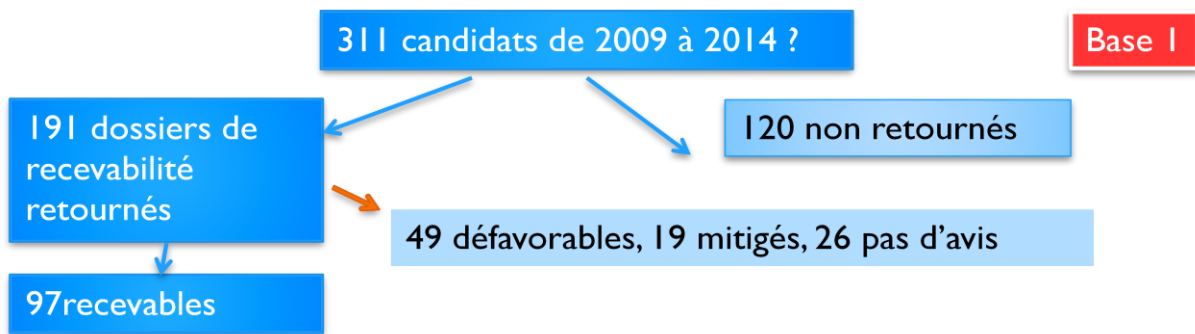 311 candidats de 2009 à 2014 ?
Base 1
191 dossiers de
recevabilité
retournés
120 non retournés
49 défavorables, 19 mitigés, 26 pas d’avis
97recevables